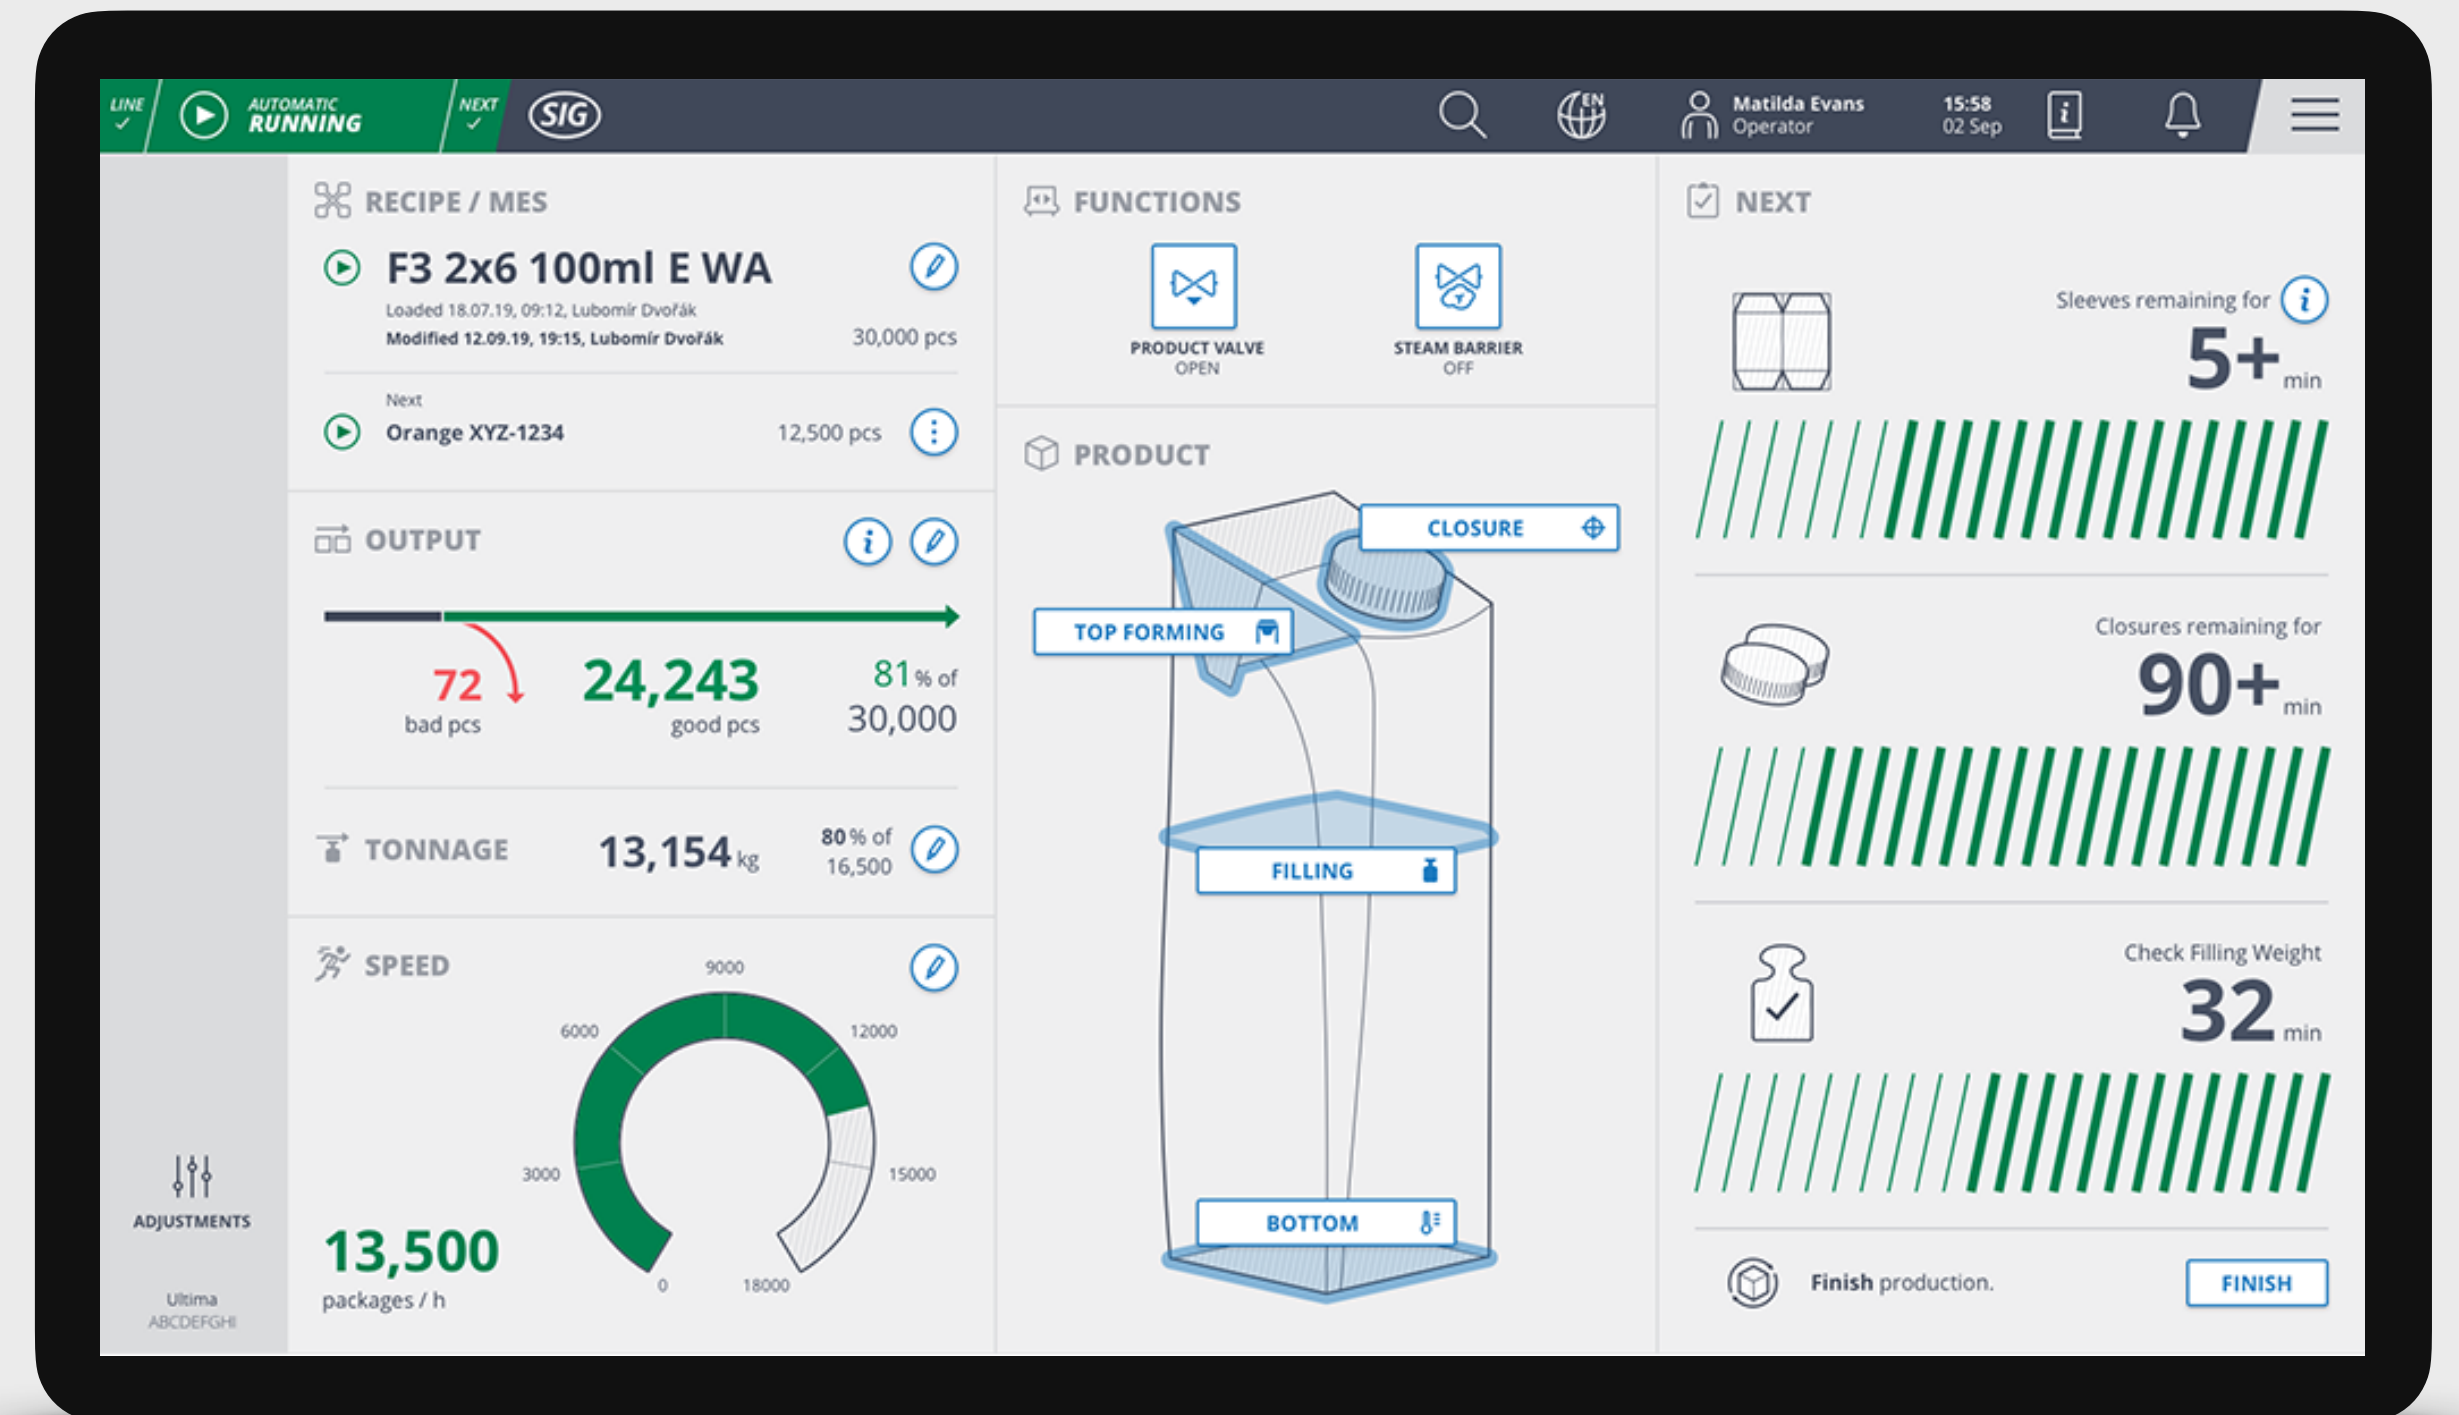 LINE
AUTOMATIC
RUNNING
NEXT
SIG
EN
Matilda Evans
Operator
15:58
02 Sep
RECIPE / MES
F3 2x6 100ml E WA
Loaded 18.07.19, 09:12, Lubomír Dvořák
Modified 12.09.19, 19:15, Lubomír Dvořák
30,000 pcs
Next
Orange XYZ-1234
12,500 pcs
OUTPUT
72
bad pcs
24,243
good pcs
81 % of
30,000
TONNAGE
13,154 kg
80 % of
16,500
SPEED
0
3000
6000
9000
12000
15000
18000
13,500
packages / h
ADJUSTMENTS
Ultima
ABCDEFGHI
FUNCTIONS
PRODUCT VALVE
OPEN
STEAM BARRIER
OFF
PRODUCT
CLOSURE
TOP FORMING
FILLING
BOTTOM
NEXT
Sleeves remaining for
5+ min
Closures remaining for
90+ min
Check Filling Weight
32 min
Finish production.
FINISH